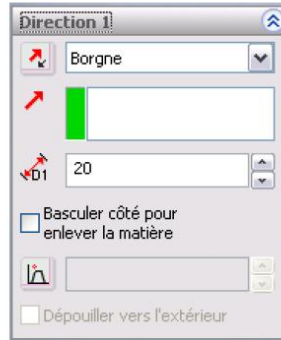 Direction 1
Borgne
D1
20
Basculer côté pour
enlever la matière
Dépouiller vers l'extérieur